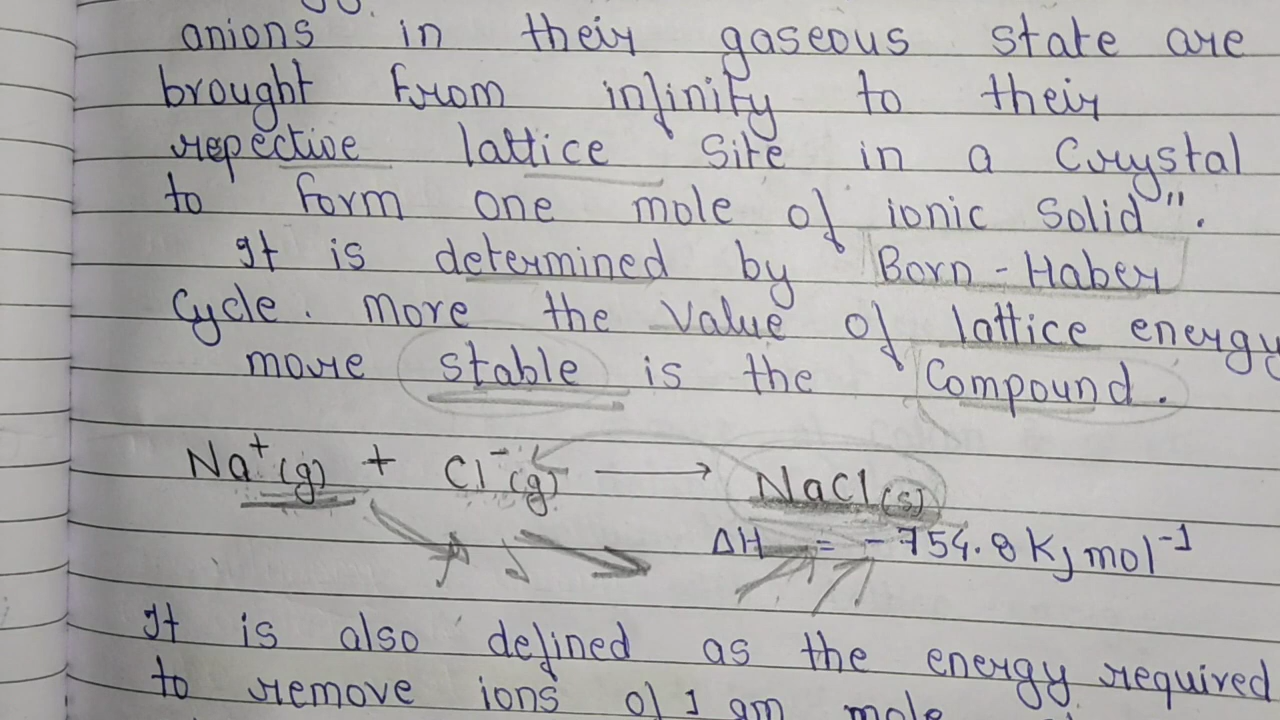 anions in their gaseous state are
brought from infinity to their
repective lattice site in a Crystal
to form one mole of ionic solid".
It is determined by Born-Haber
Cycle. more the value of lattice energy
more stable is the Compound.
Na⁺(g) + Cl⁻(g) ⟶ NaCl(s)
ΔH = -754.8 Kj mol⁻¹
It is also defined as the energy required
to remove ions of 1 gm mole